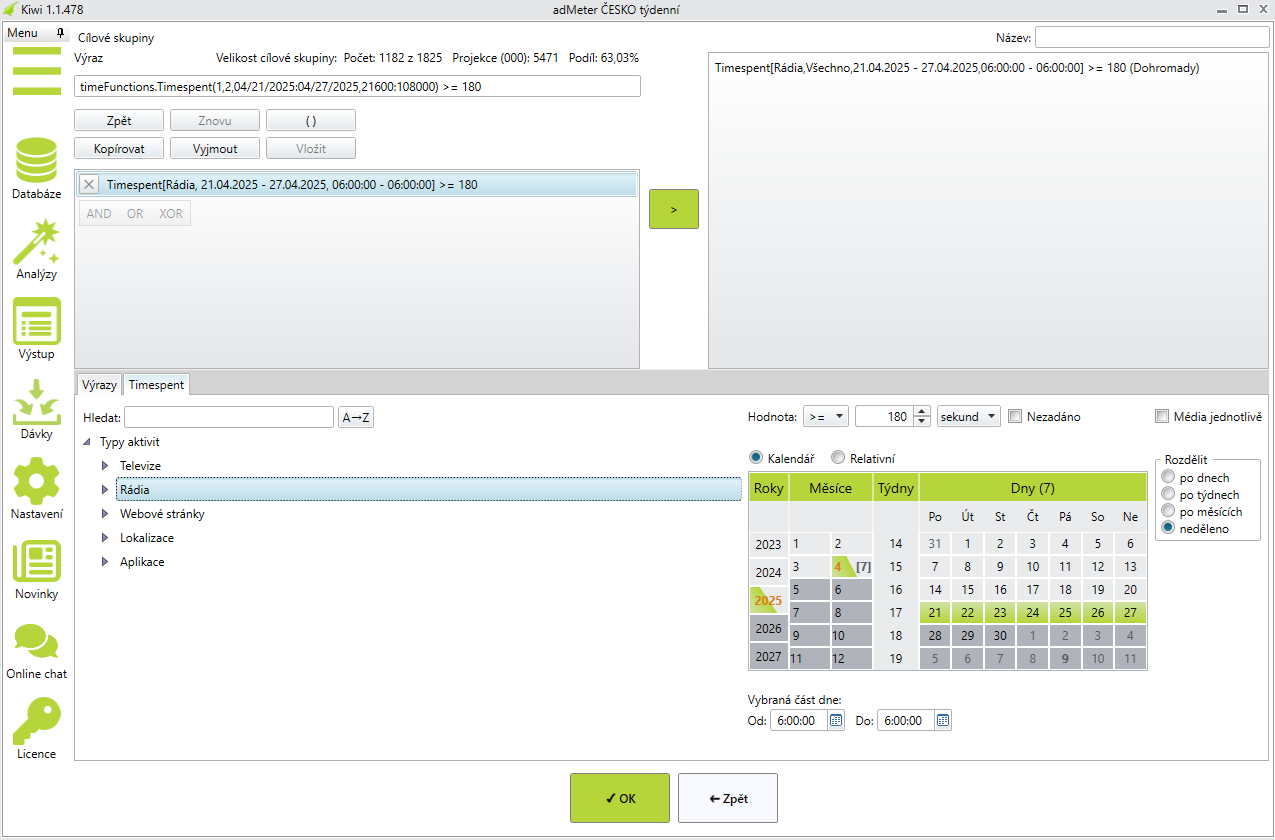 Kiwi 1.1.478
adMeter ČESKO týdenní
Menu
Cílové skupiny
Název:
Výraz
Velikost cílové skupiny: Počet: 1182 z 1825 Projekce (000): 5471 Podíl: 63,03%
timeFunctions.Timespent(1,2,04/21/2025:04/27/2025,21600:108000) >= 180
Timespent[Rádia,Všechno,21.04.2025 - 27.04.2025,06:00:00 - 06:00:00] >= 180 (Dohromady)
Zpět Znovu ( )
Kopírovat Vyjmout Vložit
Timespent[Rádia, 21.04.2025 - 27.04.2025, 06:00:00 - 06:00:00] >= 180
AND OR XOR
>
Databáze
Analýzy
Výstup
Dávky
Nastavení
Novinky
Online chat
Licence
Výrazy Timespent
Hledat: A→Z
Typy aktivit
Televize
Rádia
Webové stránky
Lokalizace
Aplikace
Hodnota: >= 180 sekund Nezadáno Média jednotlivě
Kalendář Relativní
Rozdělit
po dnech
po týdnech
po měsících
neděleno
Roky Měsíce Týdny Dny (7)
Po Út St Čt Pá So Ne
2023
2024
2025
2026
2027
1 2
3 4 [7]
5 6
7 8
9 10
11 12
14 31 1 2 3 4 5 6
15 7 8 9 10 11 12 13
16 14 15 16 17 18 19 20
17 21 22 23 24 25 26 27
18 28 29 30 1 2 3 4
19 5 6 7 8 9 10 11
Vybraná část dne:
Od: 6:00:00 Do: 6:00:00
✓ OK
← Zpět